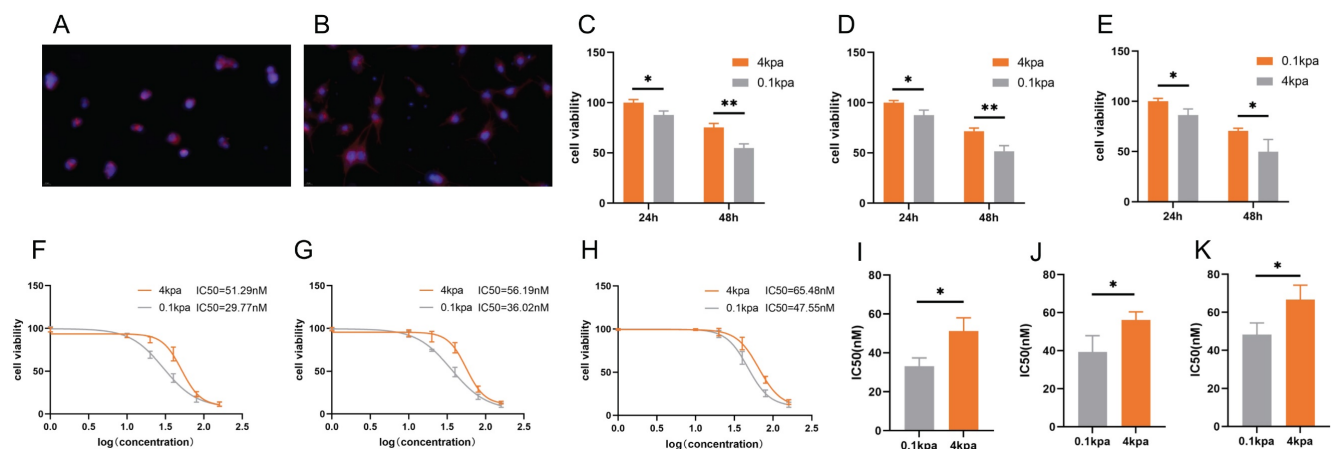 A
B
C
150
100
50
0
cell viability
4kpa
0.1kpa
*
**
24h
48h
D
150
100
50
0
cell viability
4kpa
0.1kpa
*
**
24h
48h
E
150
100
50
0
cell viability
0.1kpa
4kpa
*
*
24h
48h
F
150
100
50
0
cell viability
4kpa IC50=51.29nM
0.1kpa IC50=29.77nM
0.0 0.5 1.0 1.5 2.0 2.5
log(concentration)
G
150
100
50
0
cell viability
4kpa IC50=56.19nM
0.1kpa IC50=36.02nM
0.0 0.5 1.0 1.5 2.0 2.5
log(concentration)
H
150
100
50
0
cell viability
4kpa IC50=65.48nM
0.1kpa IC50=47.55nM
0.0 0.5 1.0 1.5 2.0 2.5
log(concentration)
I
80
60
40
20
0
IC50(nM)
*
0.1kpa 4kpa
J
80
60
40
20
0
IC50(nM)
*
0.1kpa 4kpa
K
80
60
40
20
0
IC50(nM)
*
0.1kpa 4kpa